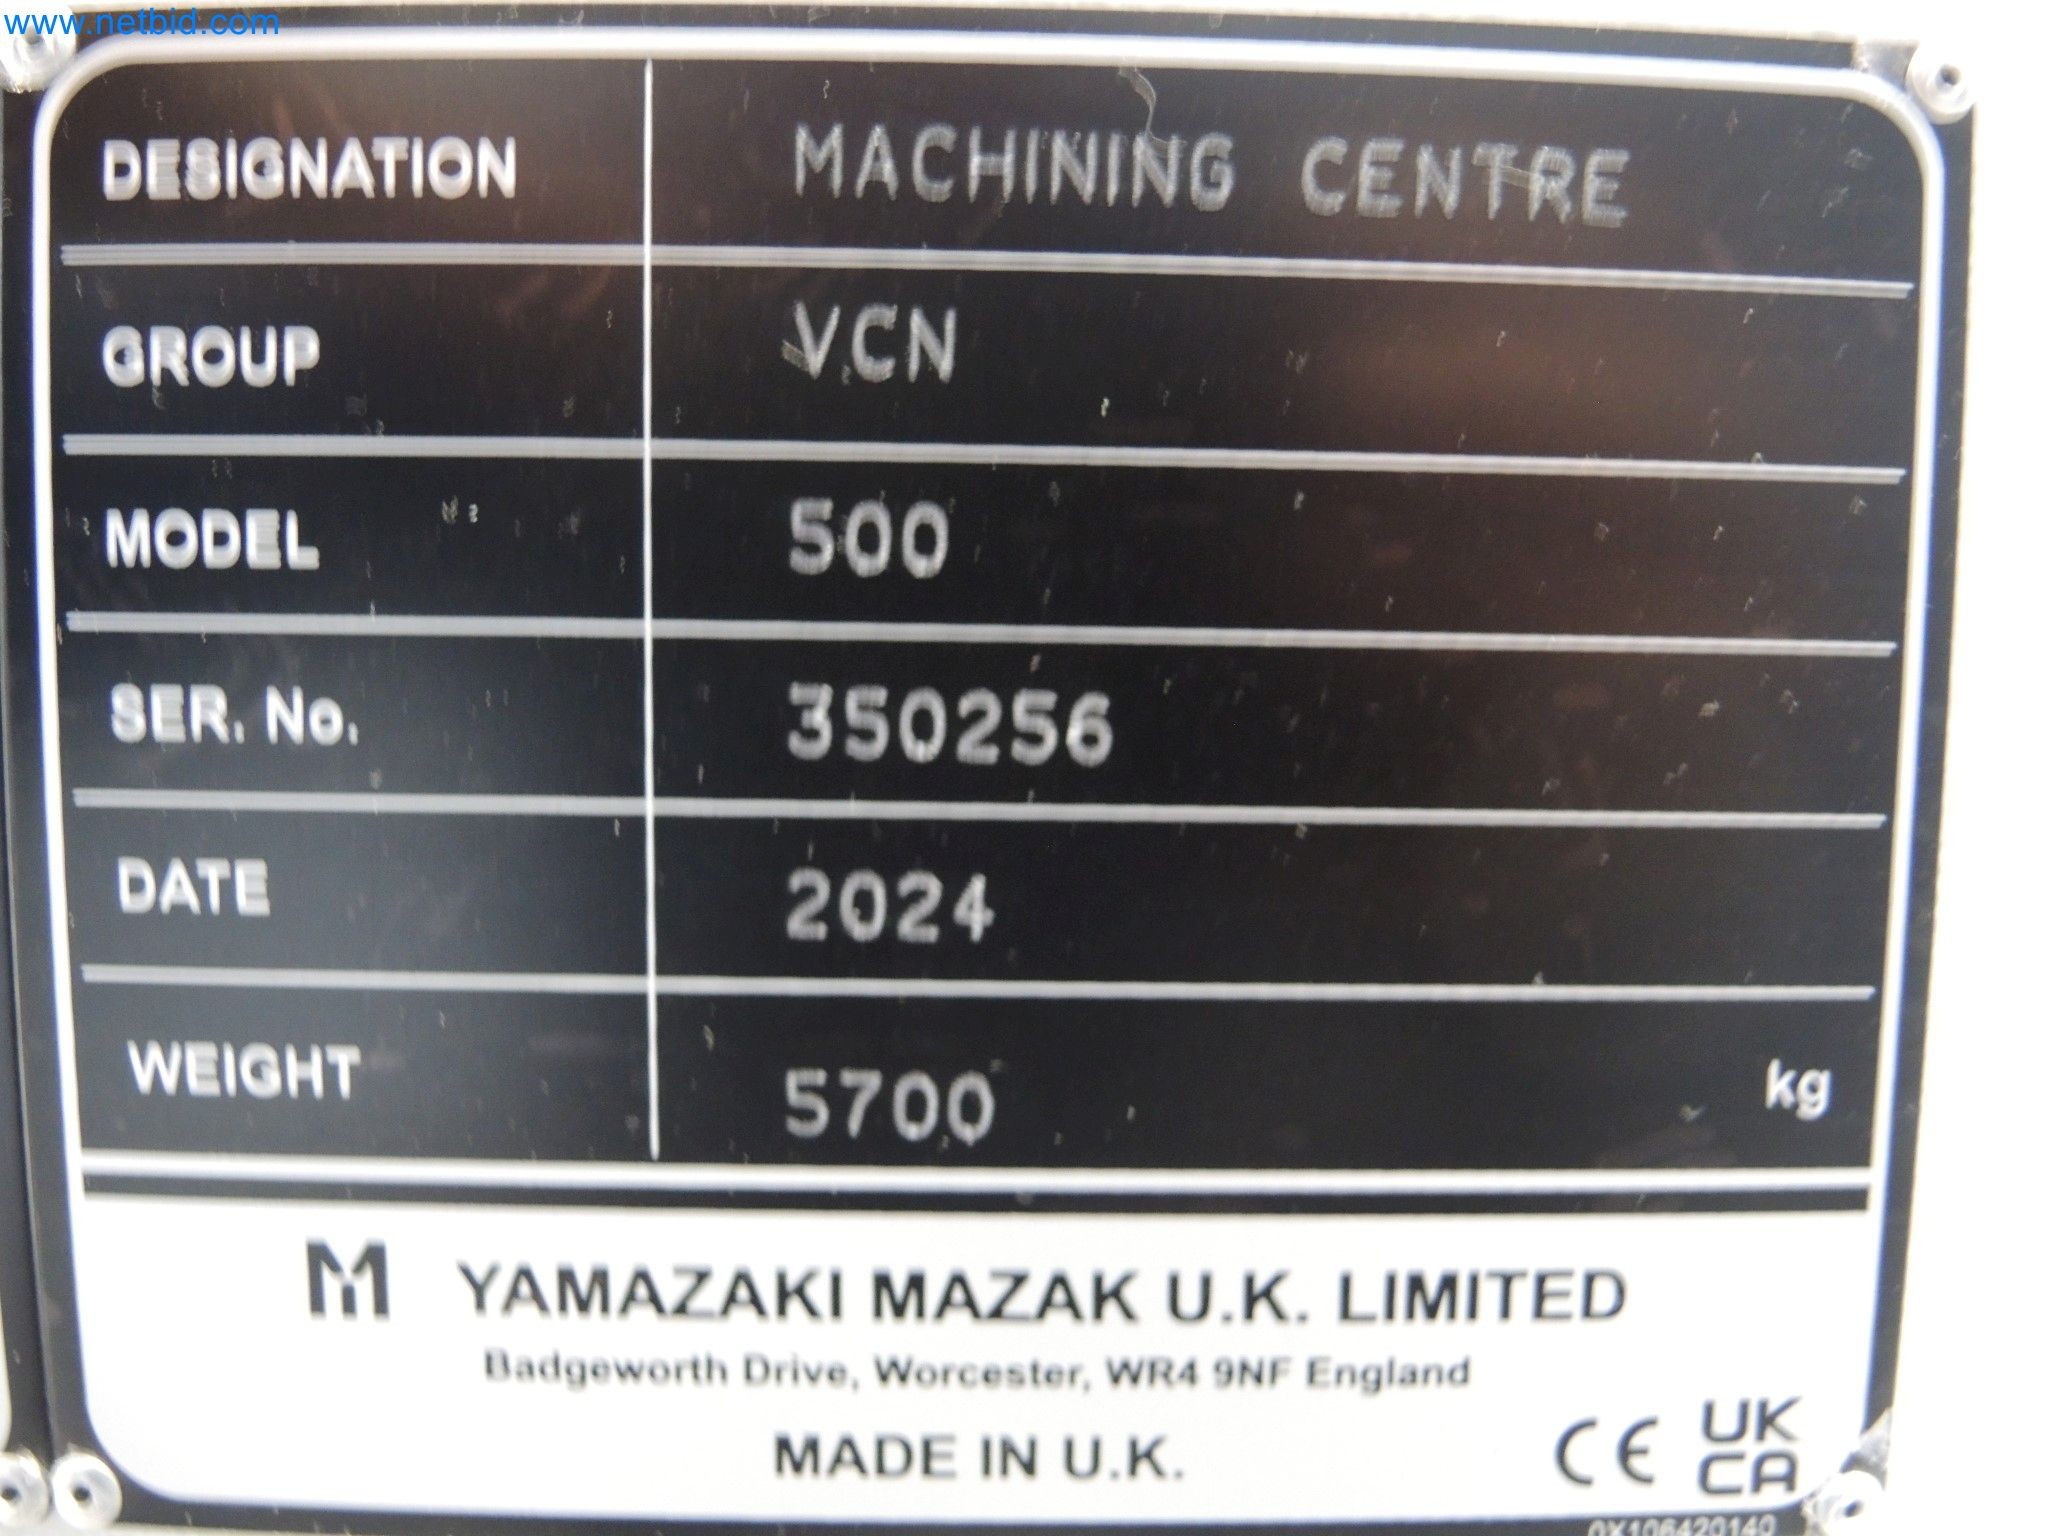 www.netbid.com
DESIGNATION MACHINING CENTRE
GROUP VCN
MODEL 500
SER. No. 350256
DATE 2024
WEIGHT 5700 kg
M YAMAZAKI MAZAK U.K. LIMITED
Badgeworth Drive, Worcester, WR4 9NF England
MADE IN U.K.
CE UK CA
0X106420140